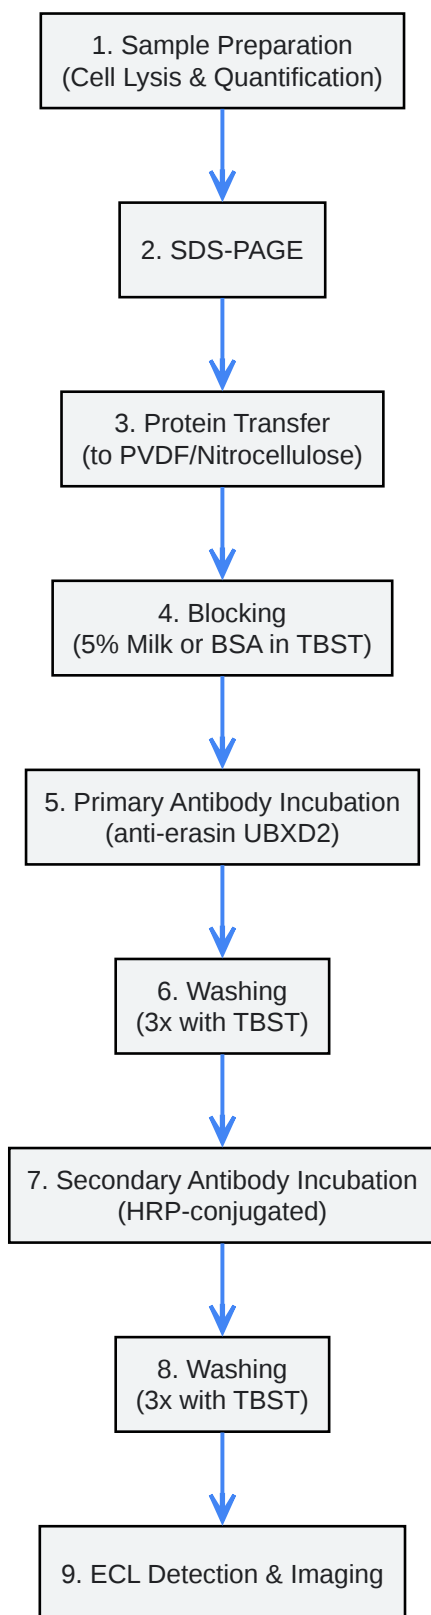 1. Sample Preparation
(Cell Lysis & Quantification)
2. SDS-PAGE
3. Protein Transfer
(to PVDF/Nitrocellulose)
4. Blocking
(5% Milk or BSA in TBST)
5. Primary Antibody Incubation
(anti-erasin UBXD2)
6. Washing
(3x with TBST)
7. Secondary Antibody Incubation
(HRP-conjugated)
8. Washing
(3x with TBST)
9. ECL Detection & Imaging